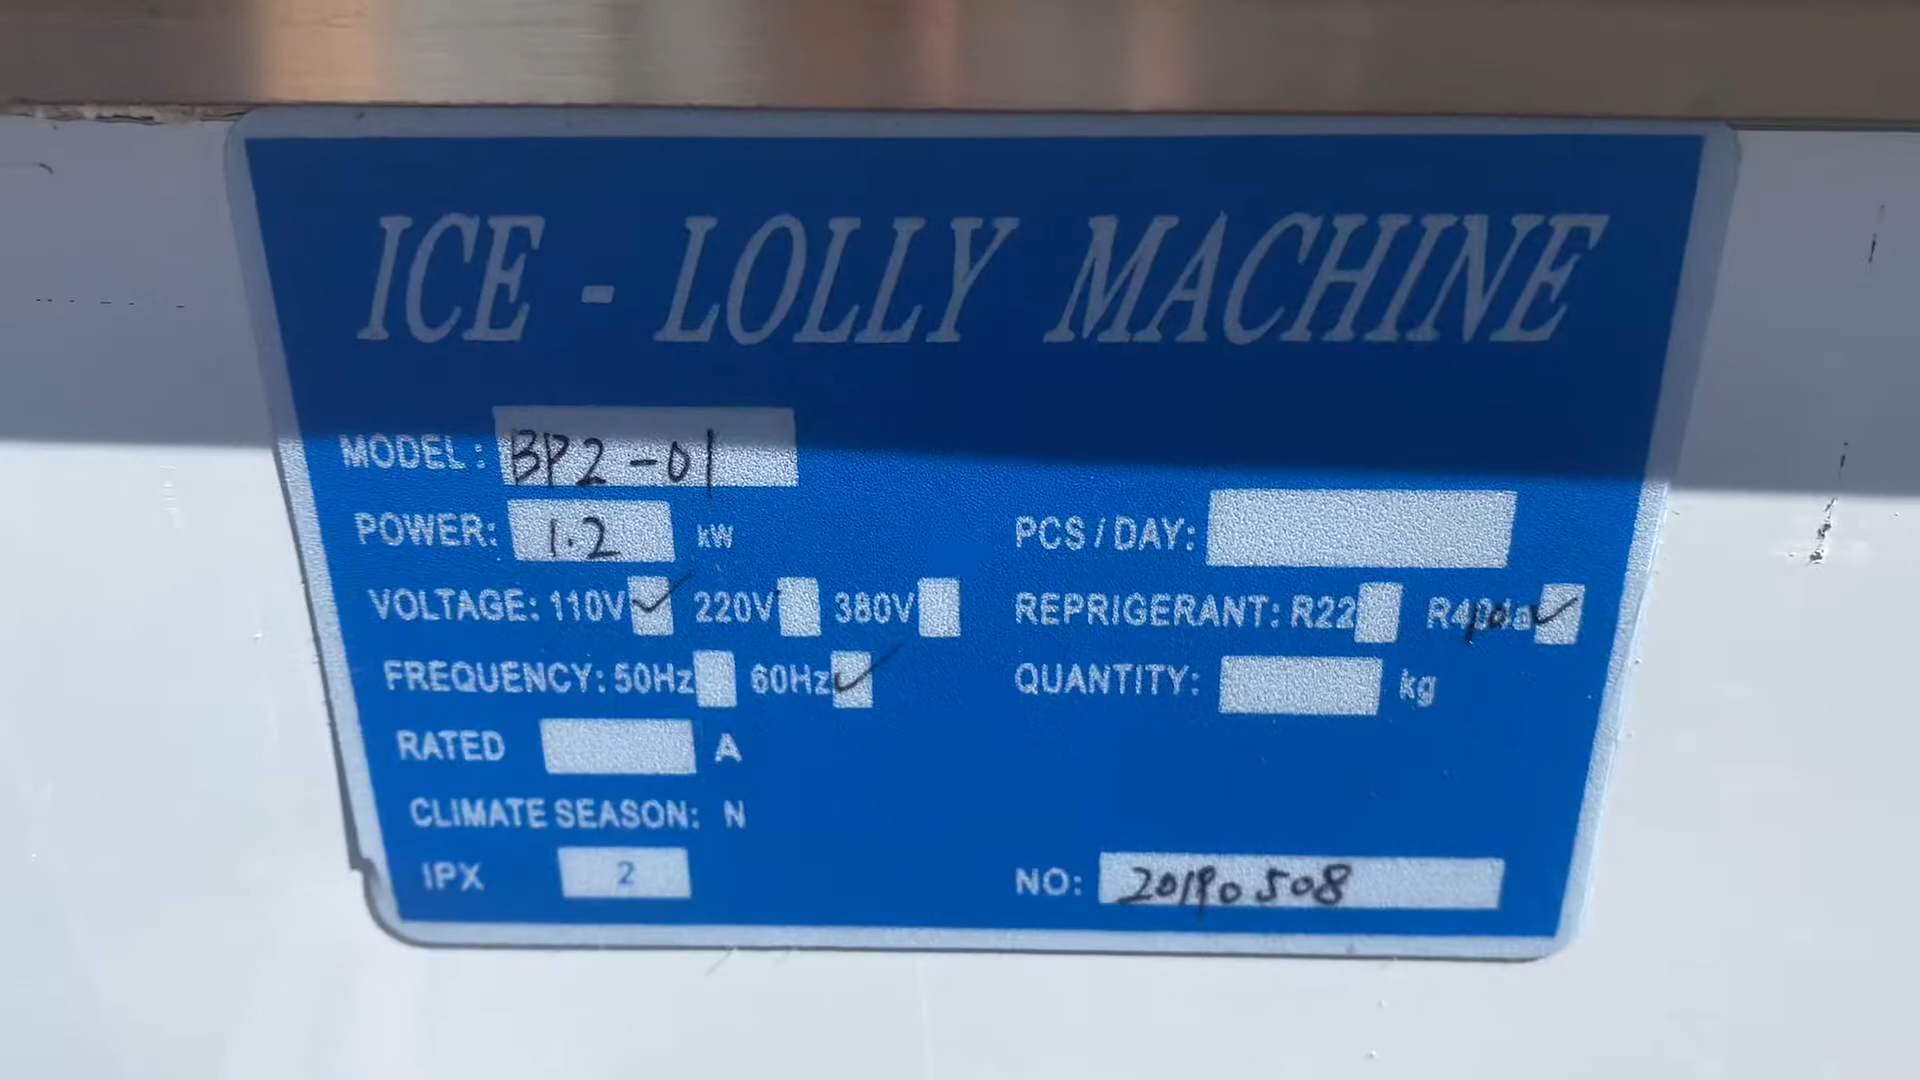 ICE - LOLLY MACHINE
MODEL: BPZ-01
POWER: 1.2 kW
PCS / DAY:
VOLTAGE: 110V ✓ 220V 380V
REPRIGERANT: R22
FREQUENCY: 50Hz 60Hz ✓
QUANTITY: kg
RATED A
CLIMATE SEASON: N
IPX 2
NO: 20190508